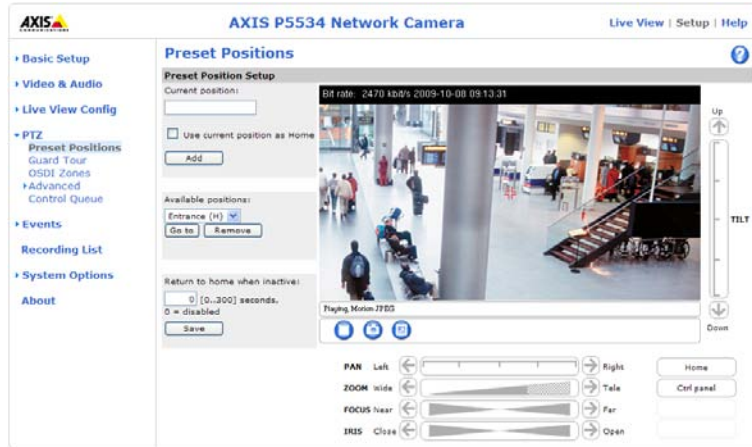 AXIS
COMMUNICATIONS
AXIS P5534 Network Camera
Live View | Setup | Help
Basic Setup
Video & Audio
Live View Config
PTZ
Preset Positions
Guard Tour
OSDI Zones
Advanced
Control Queue
Events
Recording List
System Options
About
Preset Positions
?
Preset Position Setup
Current position:
Use current position as Home
Add
Available positions:
Entrance (H)
Go to Remove
Return to home when inactive:
0 [0..300] seconds.
0 = disabled
Save
Bit rate: 2470 kbit/s 2009-10-08 09:13:31
Playing, Motion JPEG
Up
TILT
Down
PAN Left Right Home
ZOOM Wide Tele Ctrl panel
FOCUS Near Far
IRIS Close Open